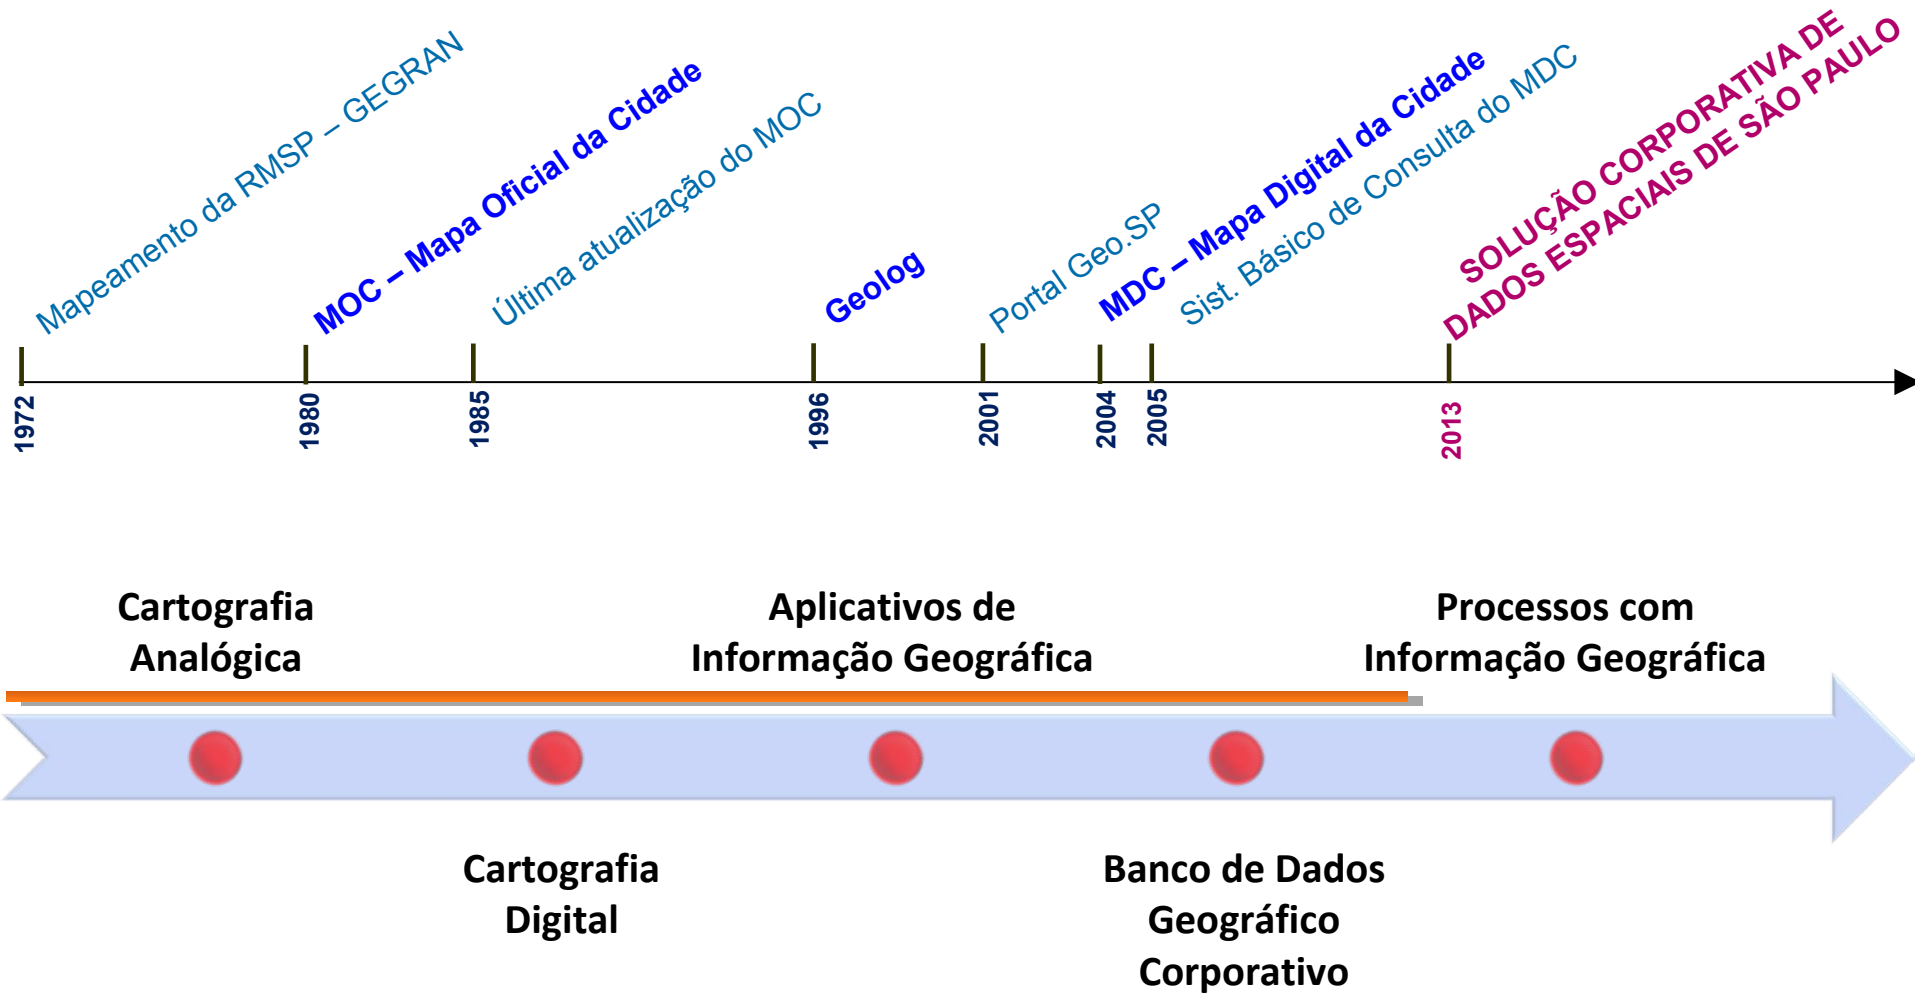 Mapeamento da RMSP – GEGRAN
MOC – Mapa Oficial da Cidade
Última atualização do MOC
Geolog
Portal Geo.SP
MDC – Mapa Digital da Cidade
Sist. Básico de Consulta do MDC
SOLUÇÃO CORPORATIVA DE
DADOS ESPACIAIS DE SÃO PAULO
1972
1980
1985
1996
2001
2004
2005
2013
Cartografia
Analógica
Aplicativos de
Informação Geográfica
Processos com
Informação Geográfica
Cartografia
Digital
Banco de Dados
Geográfico
Corporativo